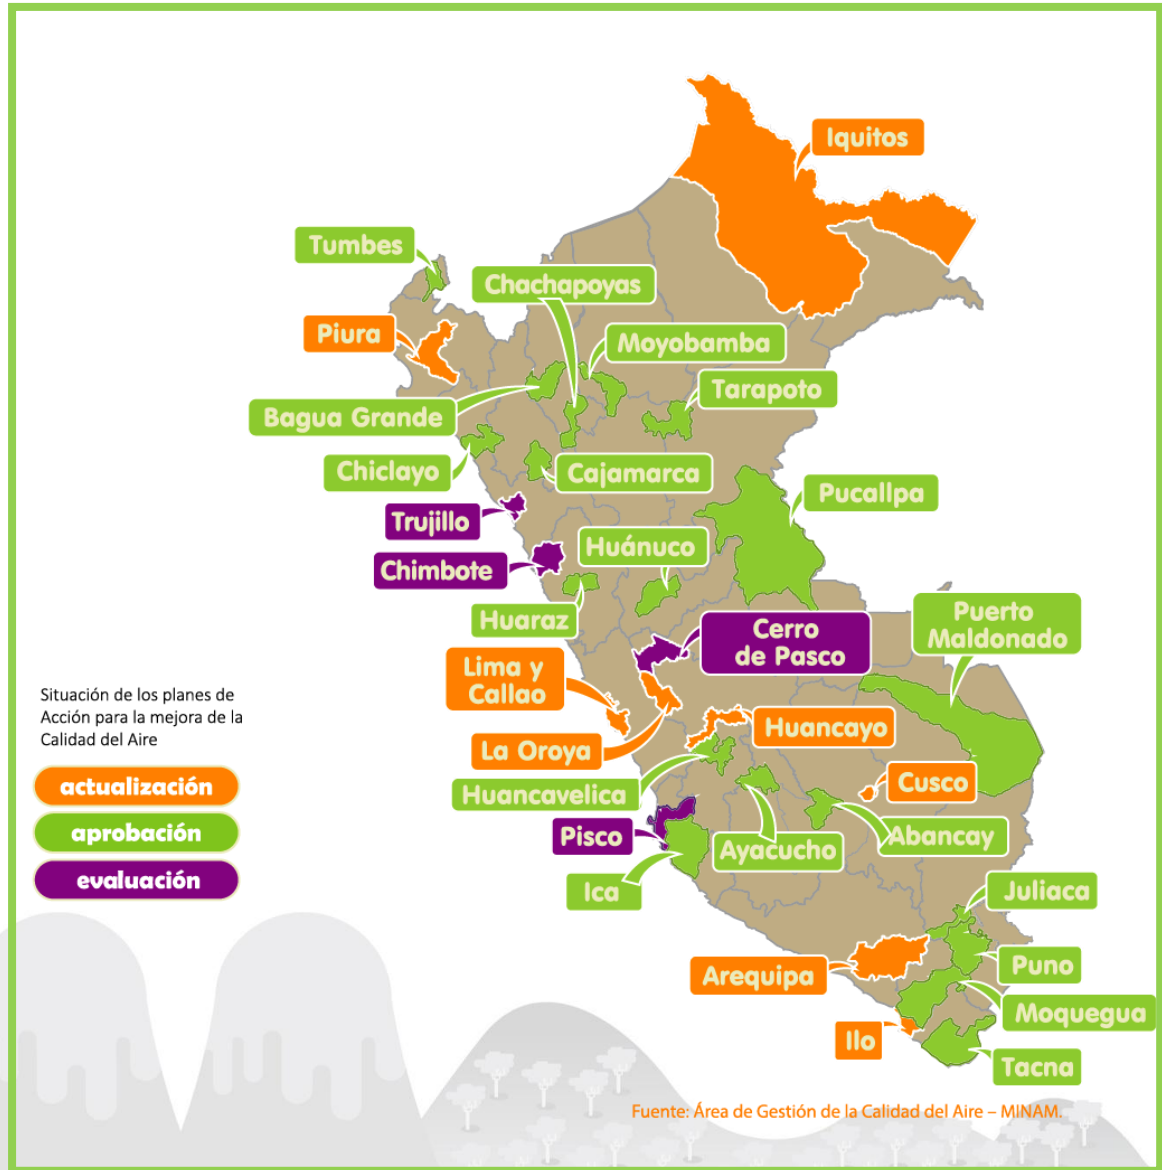 Iquitos
Tumbes
Chachapoyas
Piura
Moyobamba
Tarapoto
Bagua Grande
Chiclayo
Cajamarca
Pucallpa
Trujillo
Huánuco
Chimbote
Huaraz
Cerro
de Pasco
Puerto
Maldonado
Lima y
Callao
La Oroya
Huancayo
Huancavelica
Cusco
Pisco
Ayacucho
Abancay
Ica
Juliaca
Arequipa
Puno
Moquegua
Ilo
Tacna
Situación de los planes de
Acción para la mejora de la
Calidad del Aire
actualización
aprobación
evaluación
Fuente: Área de Gestión de la Calidad del Aire – MINAM.